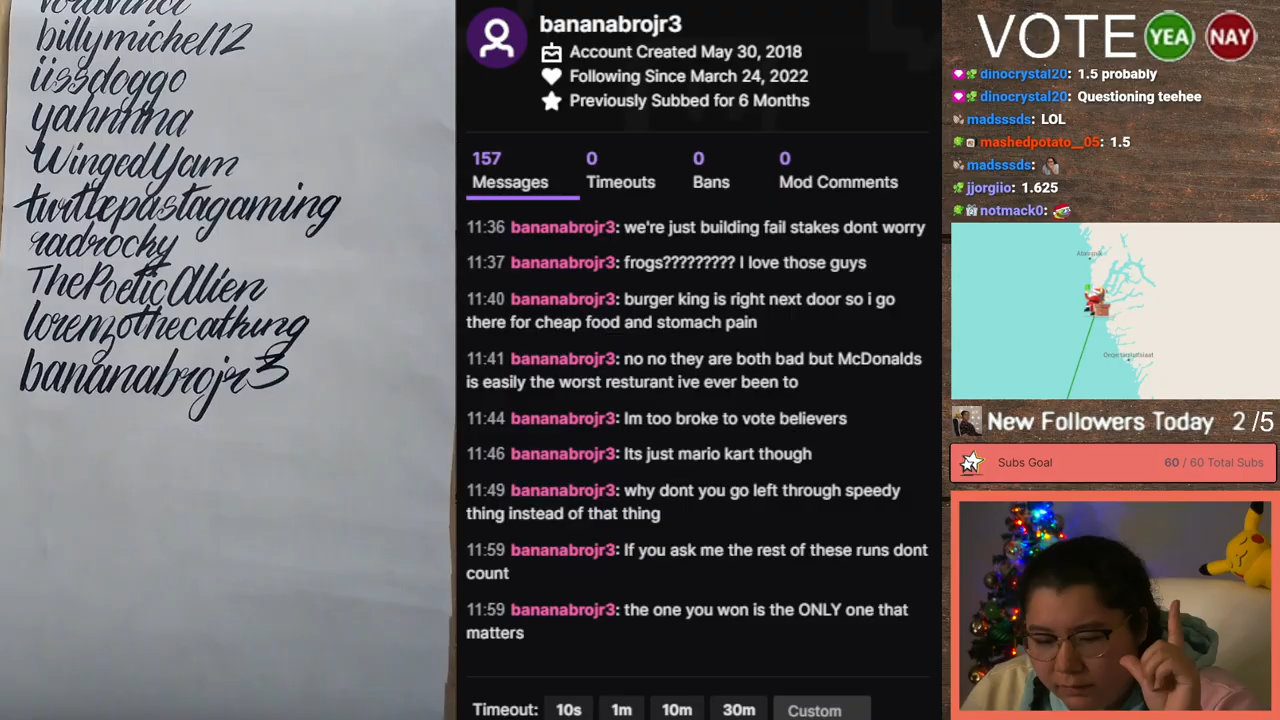 billymichel12
iissdoggo
yahnnna
WingedYam
turtlepastagaming
radrocky
ThePoeticAlien
lorenzothecatking
bananabrojr3
bananabrojr3
Account Created May 30, 2018
Following Since March 24, 2022
Previously Subbed for 6 Months
157 0 0 0
Messages Timeouts Bans Mod Comments
11:36 bananabrojr3: we're just building fail stakes dont worry
11:37 bananabrojr3: frogs????????? I love those guys
11:40 bananabrojr3: burger king is right next door so i go
there for cheap food and stomach pain
11:41 bananabrojr3: no no they are both bad but McDonalds
is easily the worst resturant ive ever been to
11:44 bananabrojr3: Im too broke to vote believers
11:46 bananabrojr3: Its just mario kart though
11:49 bananabrojr3: why dont you go left through speedy
thing instead of that thing
11:59 bananabrojr3: If you ask me the rest of these runs dont
count
11:59 bananabrojr3: the one you won is the ONLY one that
matters
Timeout: 10s 1m 10m 30m Custom
VOTE YEA NAY
dinocrystal20: 1.5 probably
dinocrystal20: Questioning teehee
madsssds: LOL
mashedpotato__05: 1.5
madsssds:
jjorgiio: 1.625
notmack0:
New Followers Today 2 /5
Subs Goal 60 / 60 Total Subs